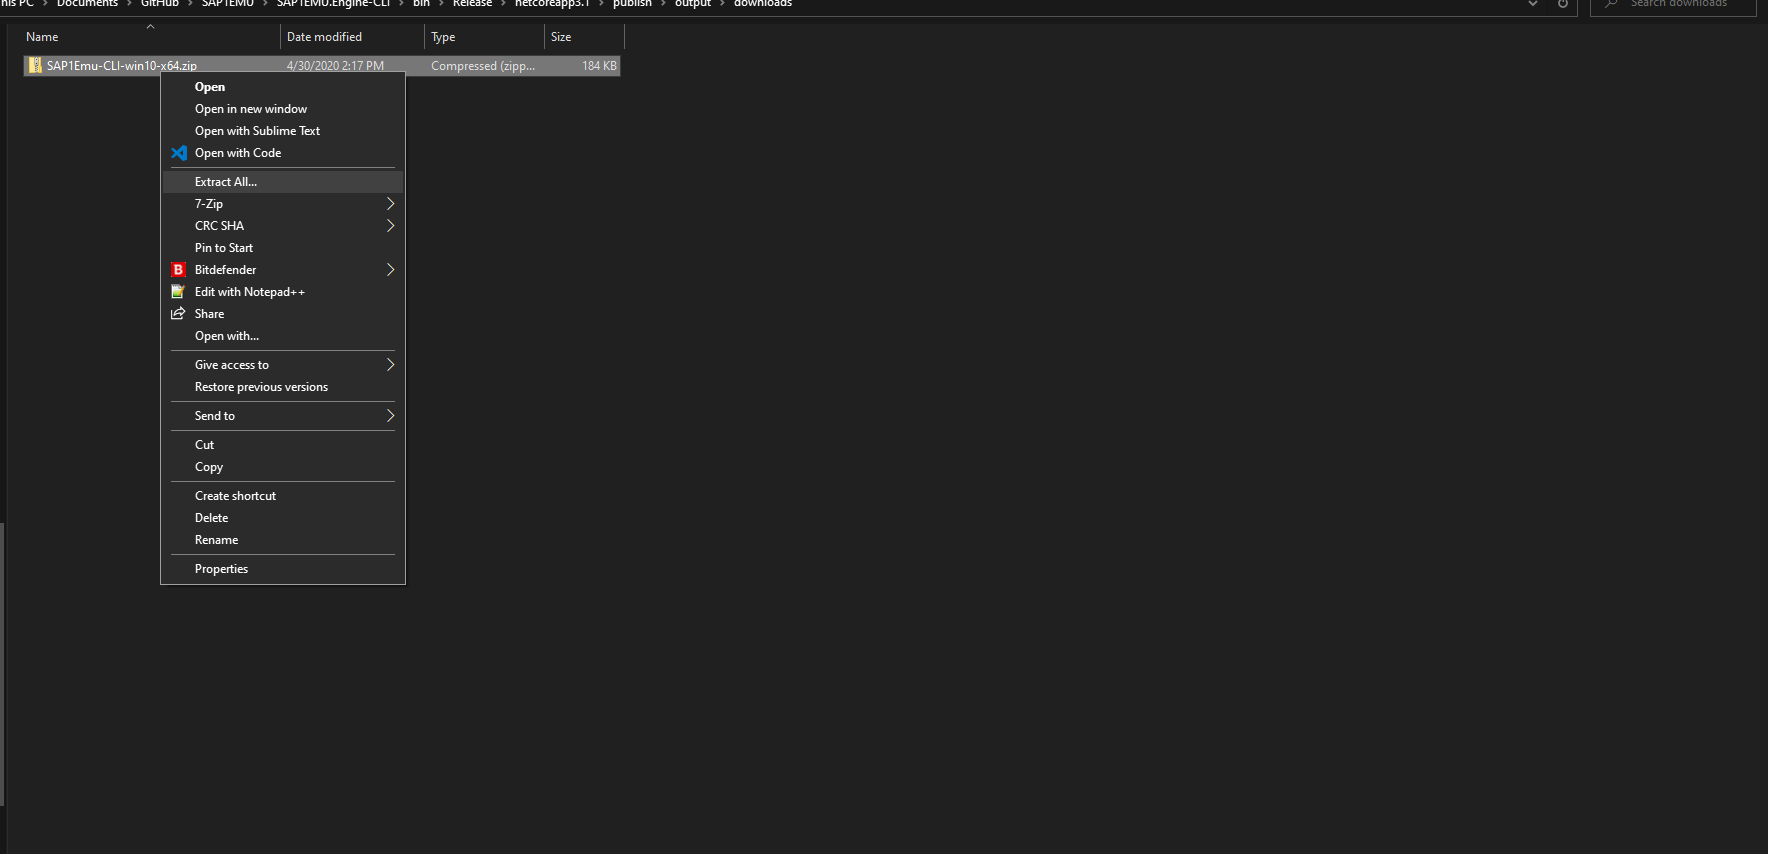 his PC > Documents > GitHub > SAP1EMU > SAP1EMU.Engine-CLI > bin > Release > netcoreapp3.1 > publish > output > downloads
Search downloads
Name Date modified Type Size
SAP1Emu-CLI-win10-x64.zip 4/30/2020 2:17 PM Compressed (zipp... 184 KB
Open
Open in new window
Open with Sublime Text
Open with Code
Extract All...
7-Zip
CRC SHA
Pin to Start
B Bitdefender
Edit with Notepad++
Share
Open with...
Give access to
Restore previous versions
Send to
Cut
Copy
Create shortcut
Delete
Rename
Properties